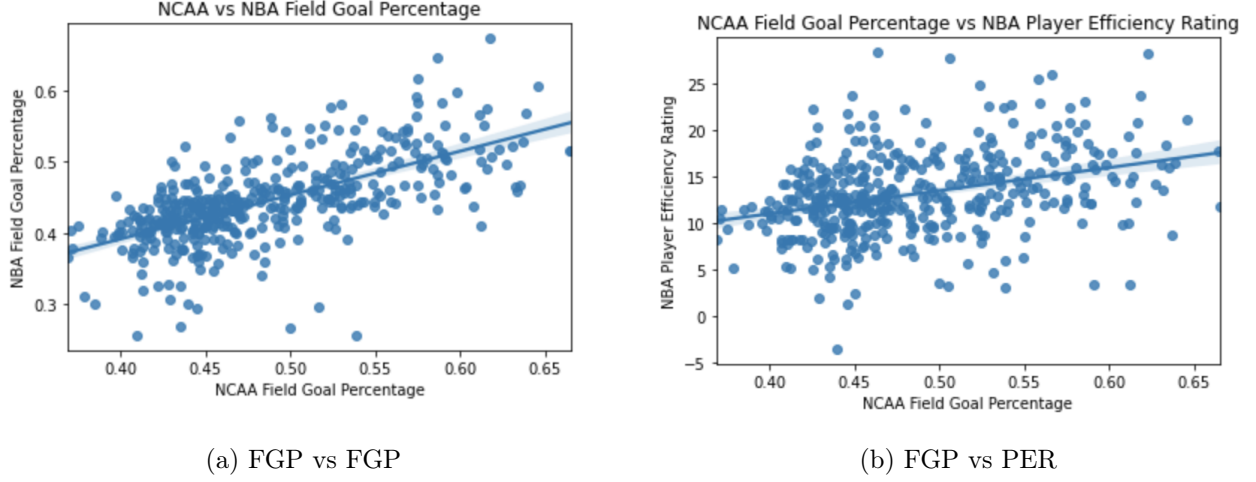 NCAA vs NBA Field Goal Percentage
NBA Field Goal Percentage
0.6
0.5
0.4
0.3
0.40 0.45 0.50 0.55 0.60 0.65
NCAA Field Goal Percentage
(a) FGP vs FGP
NCAA Field Goal Percentage vs NBA Player Efficiency Rating
NBA Player Efficiency Rating
25
20
15
10
5
0
−5
0.40 0.45 0.50 0.55 0.60 0.65
NCAA Field Goal Percentage
(b) FGP vs PER